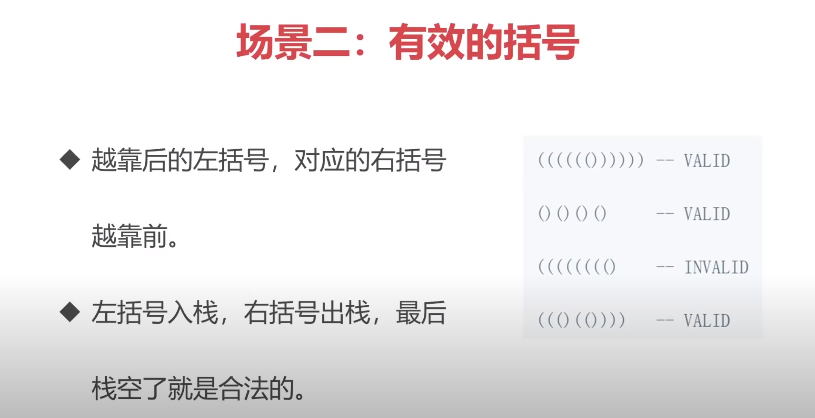 场景二：有效的括号
◆ 越靠后的左括号，对应的右括号
越靠前。
◆ 左括号入栈，右括号出栈，最后
栈空了就是合法的。
(((((()))))) -- VALID
()()()() -- VALID
(((((((() -- INVALID
((()(()))) -- VALID